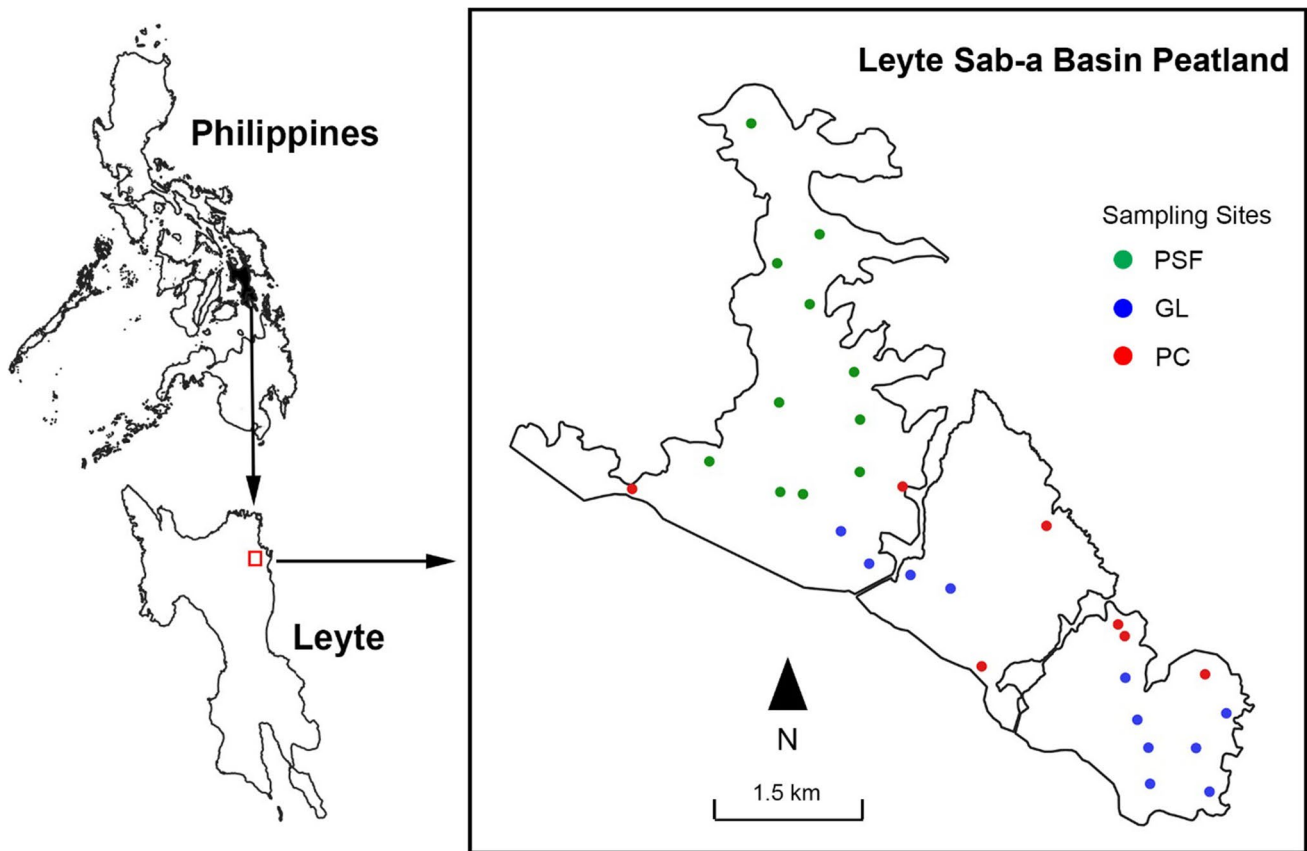 Philippines
Leyte
Leyte Sab-a Basin Peatland
Sampling Sites
PSF
GL
PC
N
1.5 km